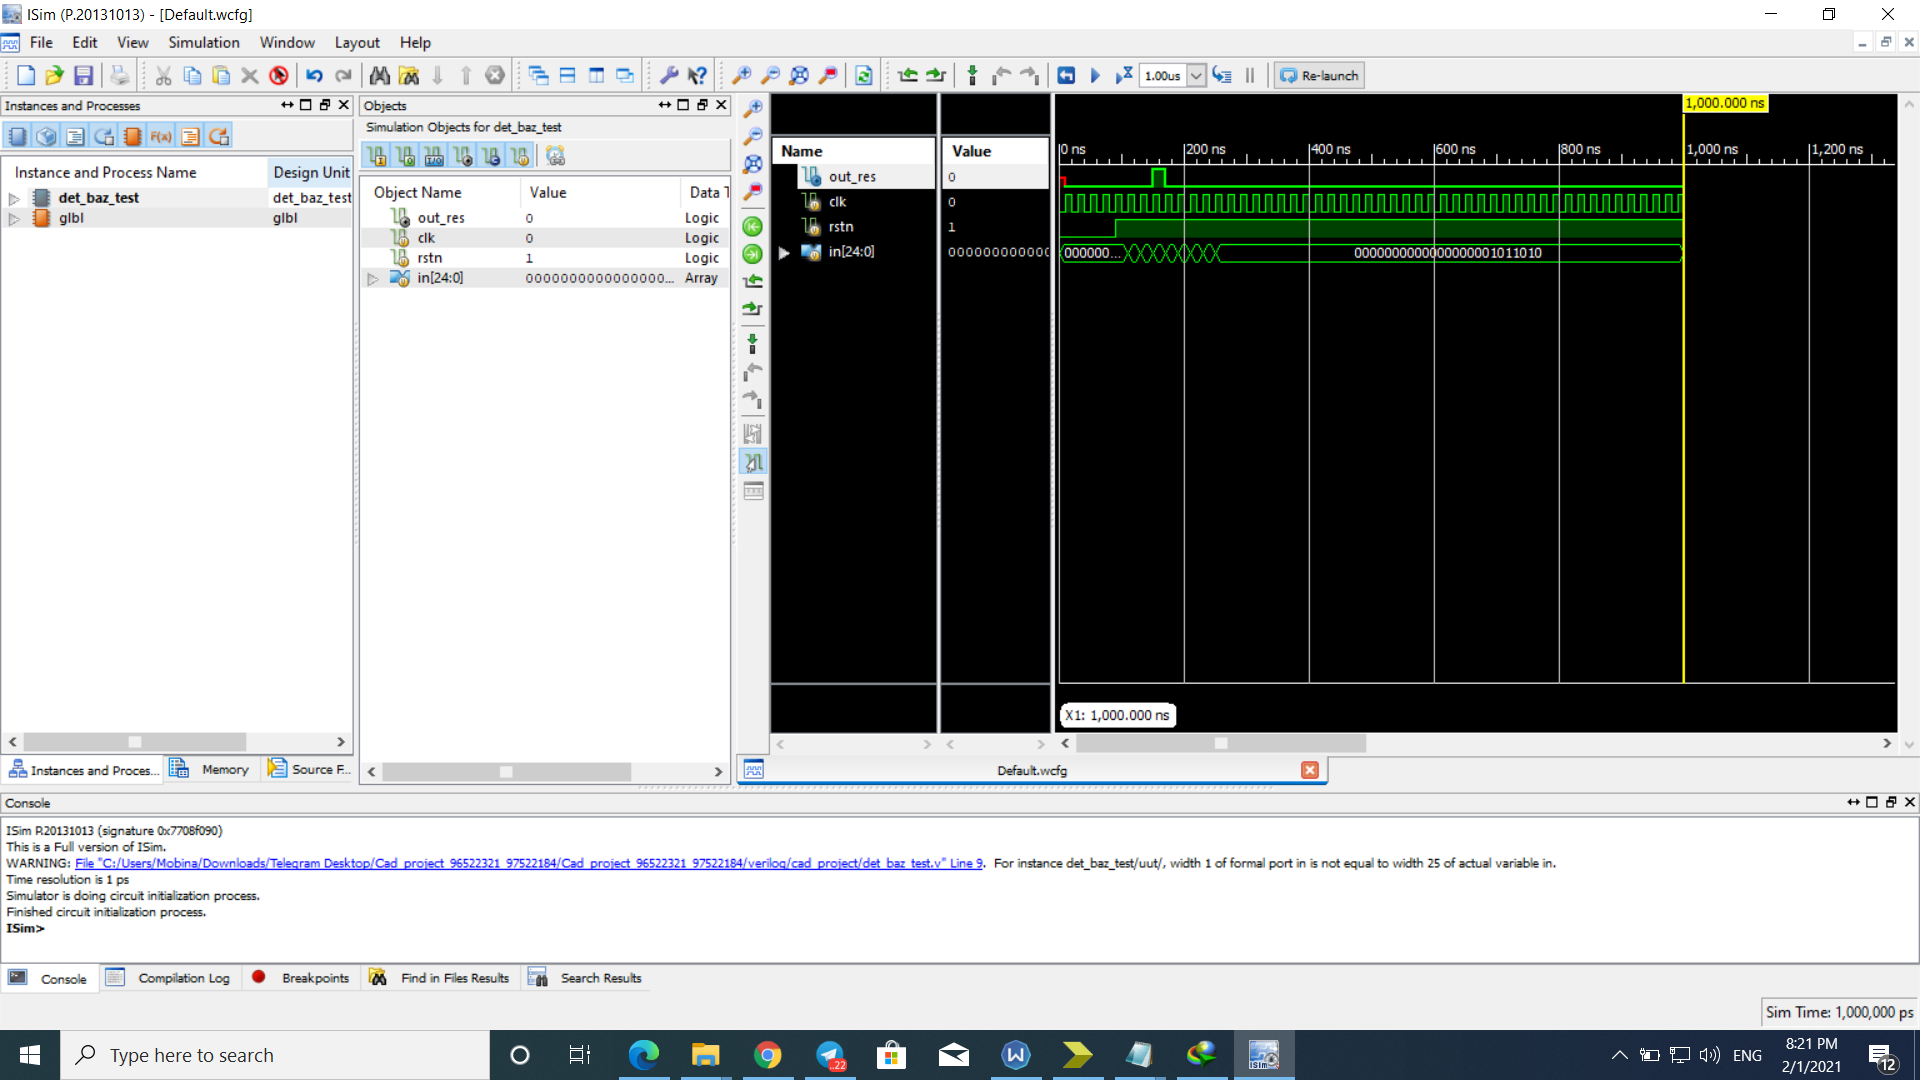 ISim (P.20131013) - [Default.wcfg]
File Edit View Simulation Window Layout Help
1.00us Re-launch
Instances and Processes
Instance and Process Name Design Unit
det_baz_test det_baz_test
glbl glbl
Instances and Proces... Memory Source F...
Objects
Simulation Objects for det_baz_test
Object Name Value Data T
out_res 0 Logic
clk 0 Logic
rstn 1 Logic
in[24:0] 00000000000000000... Array
Name Value
out_res 0
clk 0
rstn 1
in[24:0] 000000000000
1,000.000 ns
0 ns 200 ns 400 ns 600 ns 800 ns 1,000 ns 1,200 ns
000000... 0000000000000000001011010
X1: 1,000.000 ns
Default.wcfg
Console
ISim P.20131013 (signature 0x7708f090)
This is a Full version of ISim.
WARNING: File "C:/Users/Mobina/Downloads/Telegram Desktop/Cad_project_96522321_97522184/Cad_project_96522321_97522184/verilog/cad_project/det_baz_test.v" Line 9. For instance det_baz_test/uut/, width 1 of formal port in is not equal to width 25 of actual variable in.
Time resolution is 1 ps
Simulator is doing circuit initialization process.
Finished circuit initialization process.
ISim>
Console Compilation Log Breakpoints Find in Files Results Search Results
Sim Time: 1,000,000 ps
Type here to search
..22
ISim
ENG
8:21 PM
2/1/2021
12